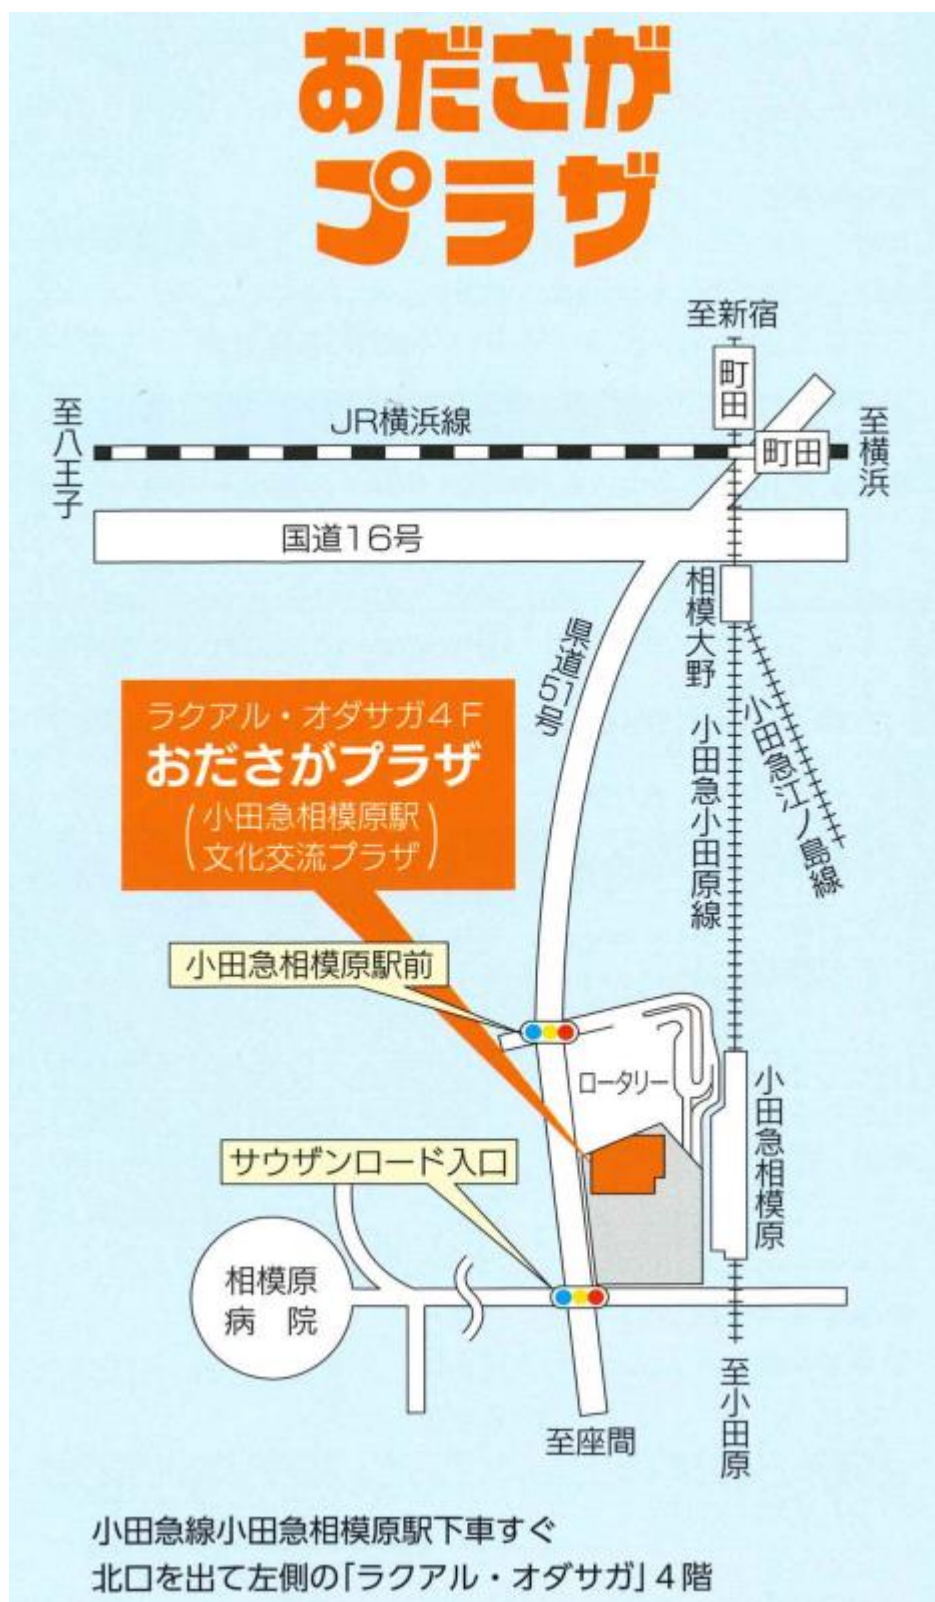 おださが
プラザ
至新宿
町田
至八王子
JR横浜線
町田
至横浜
国道16号
相模大野
県道51号
小田急小田原線
小田急江ノ島線
ラクアル・オダサガ4F
おださがプラザ
(小田急相模原駅
文化交流プラザ)
小田急相模原駅前
ロータリー
小田急相模原
サウザンロード入口
相模原
病 院
至座間
至小田原
小田急線小田急相模原駅下車すぐ
北口を出て左側の「ラクアル・オダサガ」4階